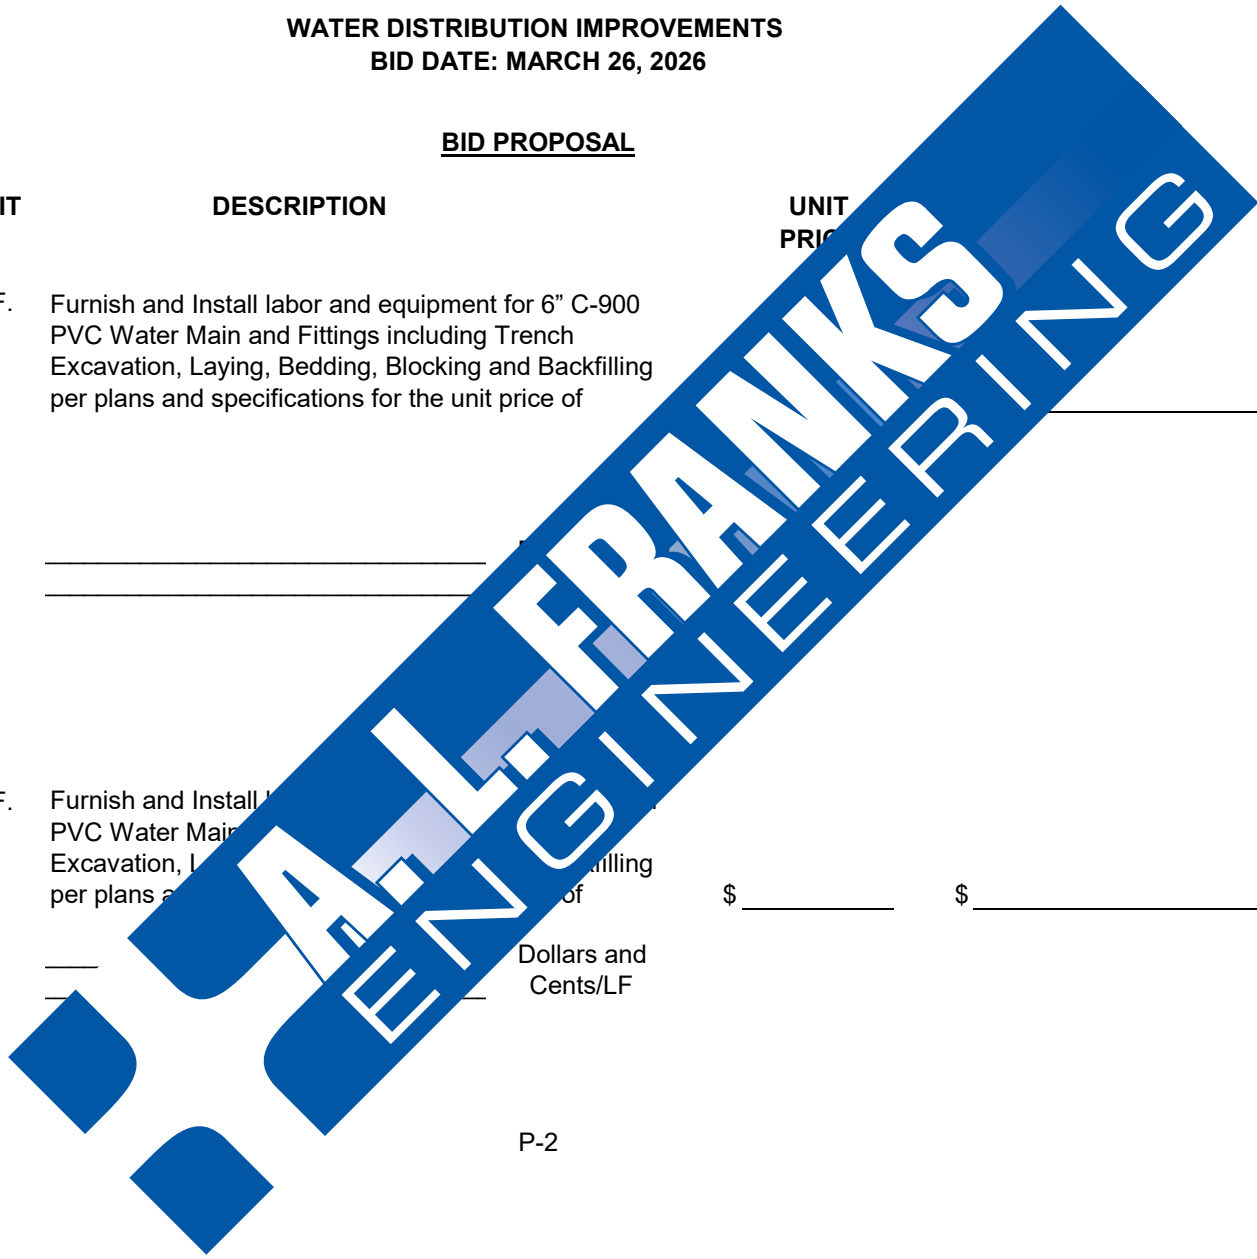 WATER DISTRIBUTION IMPROVEMENTS
BID DATE: MARCH 26, 2026
BID PROPOSAL
DESCRIPTION
UNIT
Furnish and Install labor and equipment for 6” C-900
PVC Water Main and Fittings including Trench
Excavation, Laying, Bedding, Blocking and Backfilling
per plans and specifications for the unit price of
A.L. FRANKS
ENGINEERING
Furnish and Install
PVC Water Main
Excavation,
per plans of $ $
Dollars and
Cents/LF
P-2